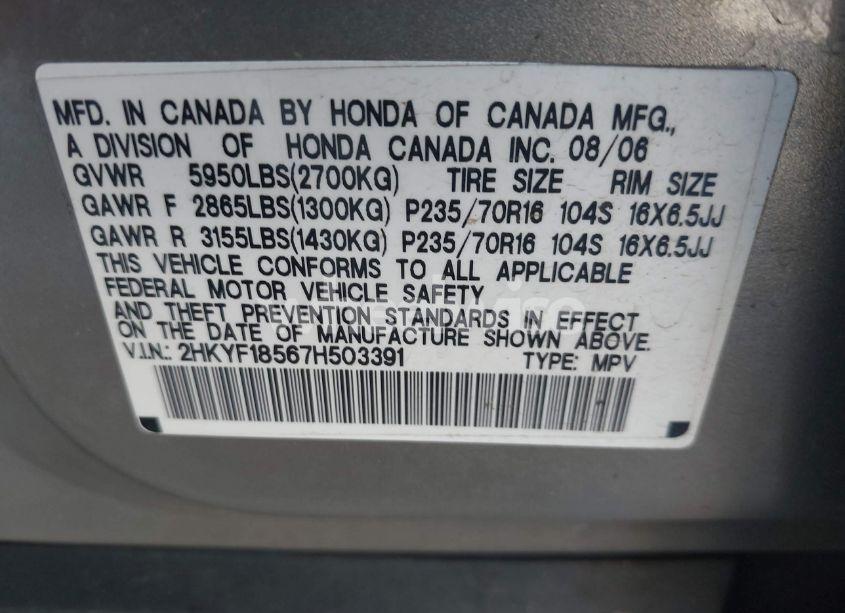 MFD. IN CANADA BY HONDA OF CANADA MFG.,
A DIVISION OF HONDA CANADA INC. 08/06
GVWR 5950LBS(2700KG) TIRE SIZE RIM SIZE
GAWR F 2865LBS(1300KG) P235/70R16 104S 16X6.5JJ
GAWR R 3155LBS(1430KG) P235/70R16 104S 16X6.5JJ
THIS VEHICLE CONFORMS TO ALL APPLICABLE
FEDERAL MOTOR VEHICLE SAFETY
AND THEFT PREVENTION STANDARDS IN EFFECT
ON THE DATE OF MANUFACTURE SHOWN ABOVE.
V.I.N.: 2HKYF18567H503391 TYPE: MPV